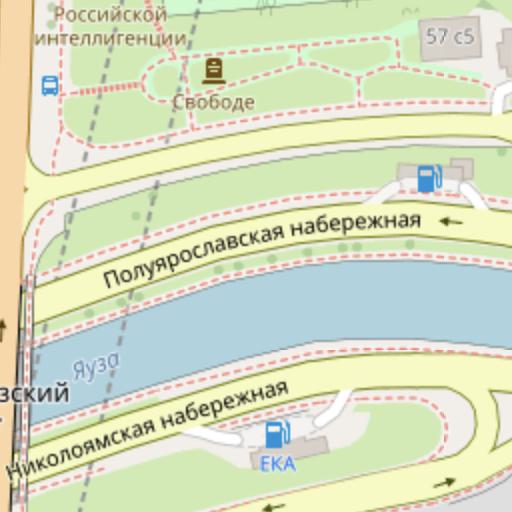 Российской
интеллигенции
57 с5
Свободе
Полуярославская набережная
Яуза
зский
Николоямская набережная
ЕКА